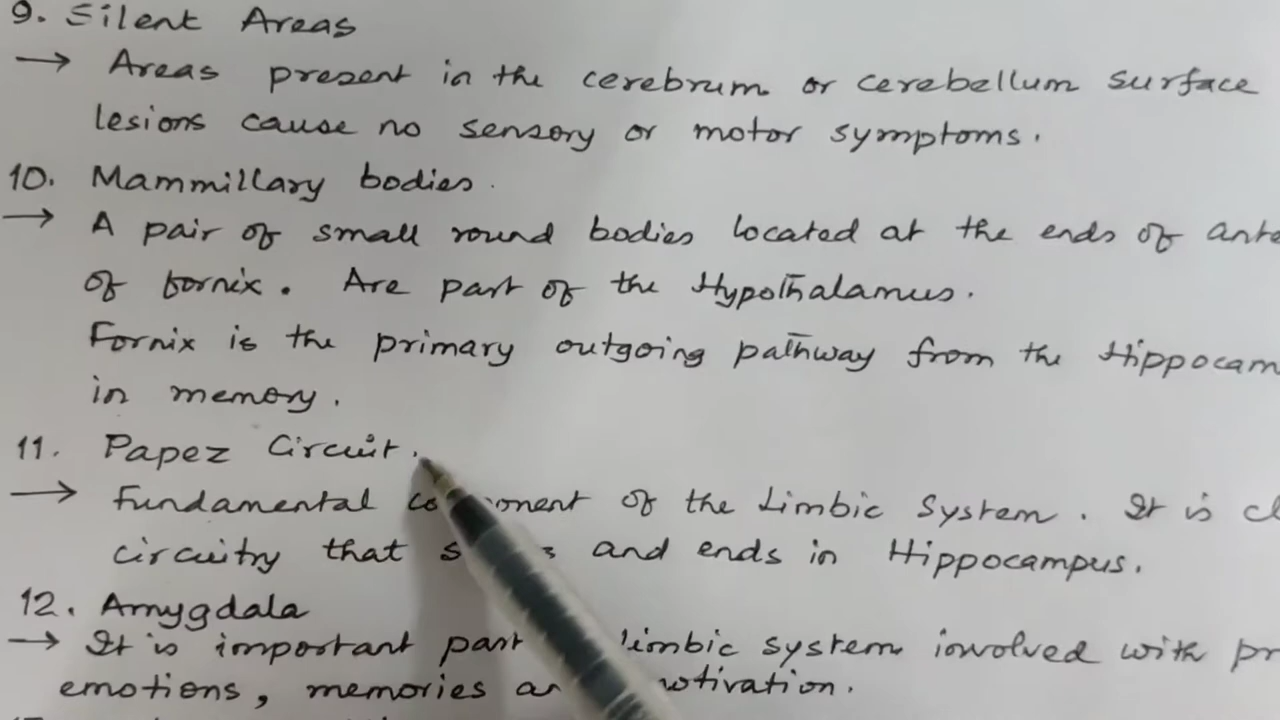 9. Silent Areas
→ Areas present in the cerebrum or cerebellum surface
lesions cause no sensory or motor symptoms.
10. Mammillary bodies.
→ A pair of small round bodies located at the ends of
of fornix. Are part of the Hypothalamus.
Fornix is the primary outgoing pathway from the
in memory.
11. Papez Circuit.
→ Fundamental of the Limbic System. It is
circuitry that and ends in Hippocampus.
12. Amygdala
→ It is important part limbic system involved with
emotions, memories